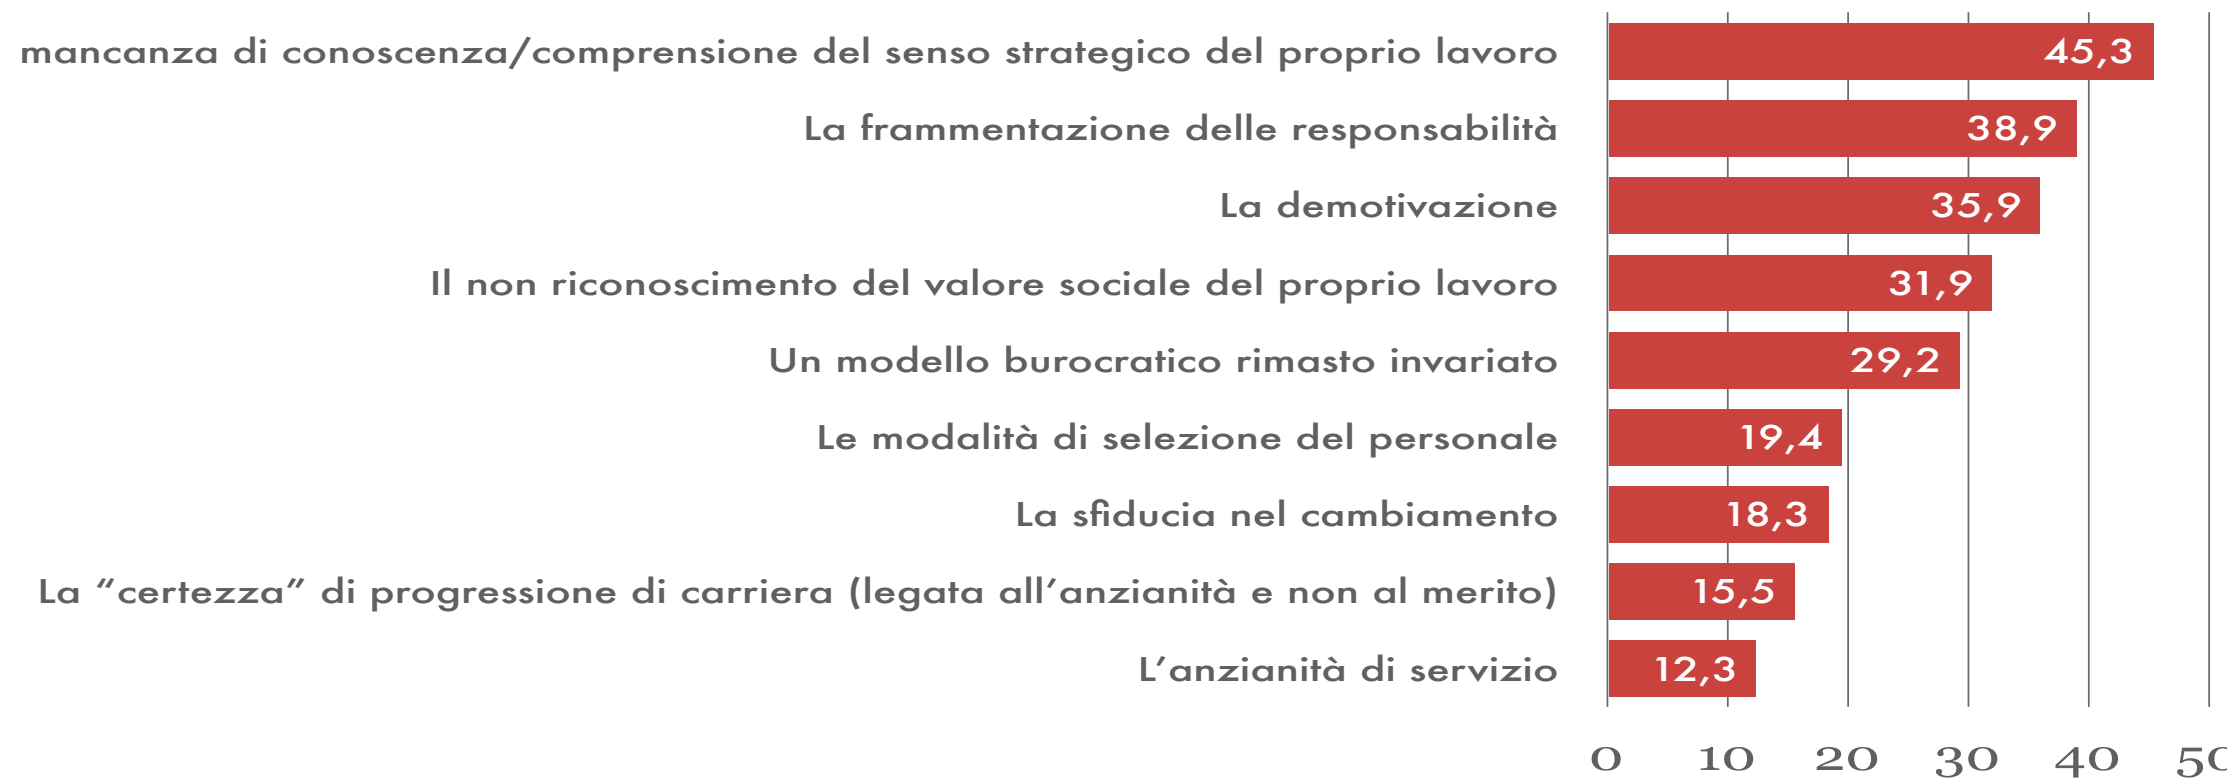 mancanza di conoscenza/comprensione del senso strategico del proprio lavoro 45,3
La frammentazione delle responsabilità 38,9
La demotivazione 35,9
Il non riconoscimento del valore sociale del proprio lavoro 31,9
Un modello burocratico rimasto invariato 29,2
Le modalità di selezione del personale 19,4
La sfiducia nel cambiamento 18,3
La “certezza” di progressione di carriera (legata all’anzianità e non al merito) 15,5
L’anzianità di servizio 12,3
0 10 20 30 40 50